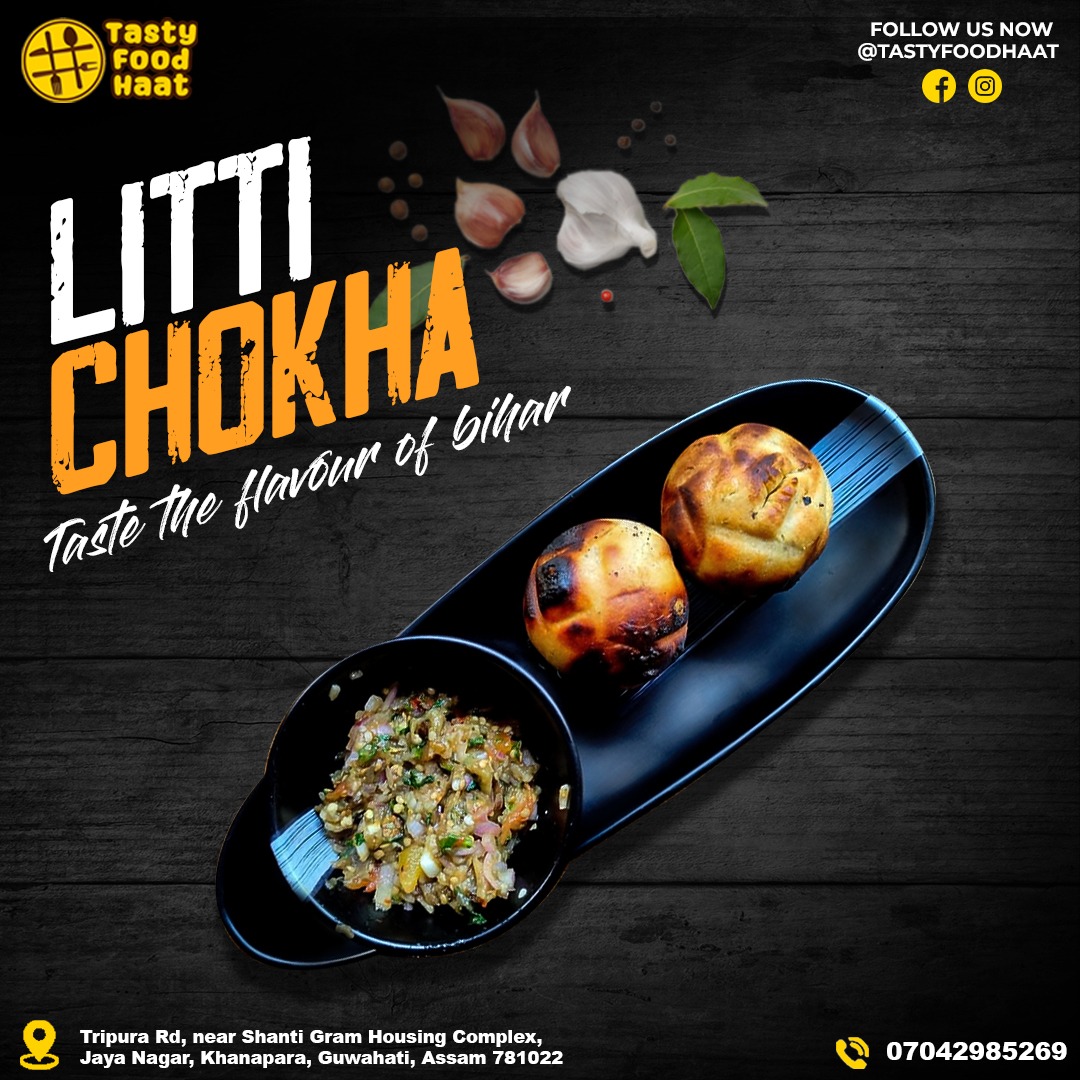 Tasty
Food
Haat
FOLLOW US NOW
@TASTYFOODHAAT
LITTI
CHOKHA
Taste the flavour of bihar
Tripura Rd, near Shanti Gram Housing Complex,
Jaya Nagar, Khanapara, Guwahati, Assam 781022
07042985269